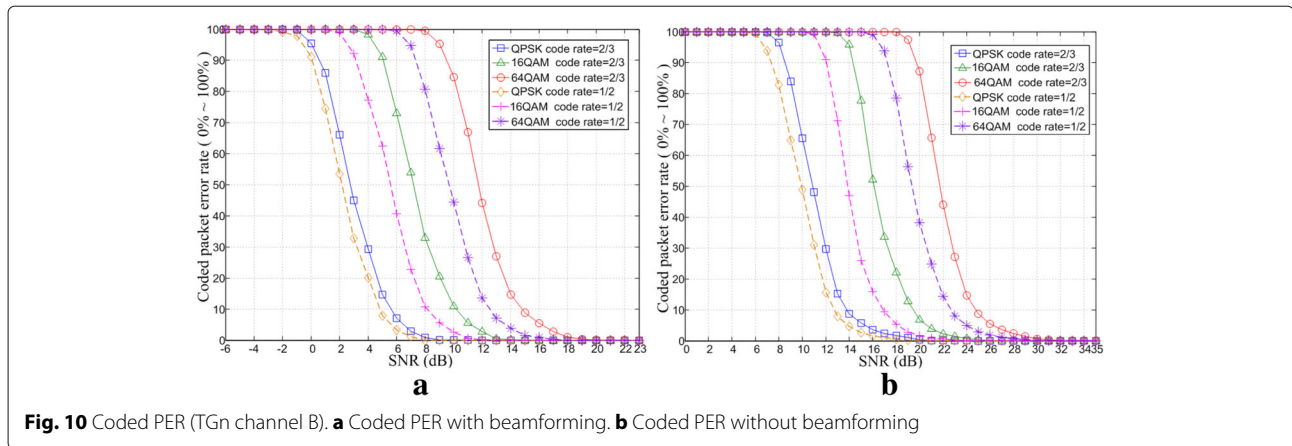 Coded packet error rate ( 0% ~ 100% )
100
90
80
70
60
50
40
30
20
10
0
-6 -4 -2 0 2 4 6 8 10 12 14 16 18 20 22 23
SNR (dB)
QPSK code rate=2/3
16QAM code rate=2/3
64QAM code rate=2/3
QPSK code rate=1/2
16QAM code rate=1/2
64QAM code rate=1/2
a
Coded packet error rate ( 0% ~ 100% )
100
90
80
70
60
50
40
30
20
10
0
0 2 4 6 8 10 12 14 16 18 20 22 24 26 28 30 32 3435
SNR (dB)
QPSK code rate=2/3
16QAM code rate=2/3
64QAM code rate=2/3
QPSK code rate=1/2
16QAM code rate=1/2
64QAM code rate=1/2
b
Fig. 10 Coded PER (TGn channel B). a Coded PER with beamforming. b Coded PER without beamforming